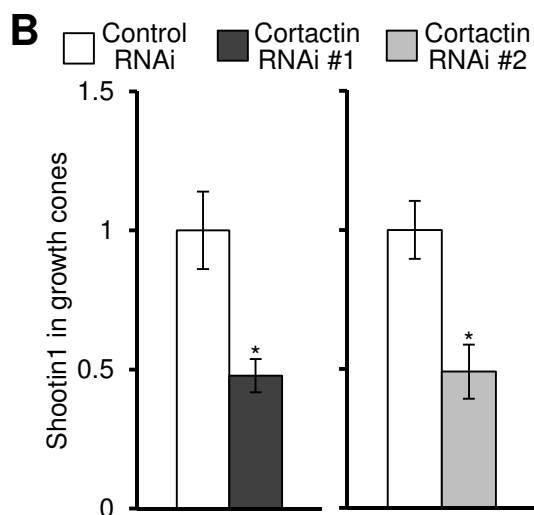 B
Control RNAi
Cortactin RNAi #1
Cortactin RNAi #2
Shootin1 in growth cones
1.5
1
0.5
0
*
*